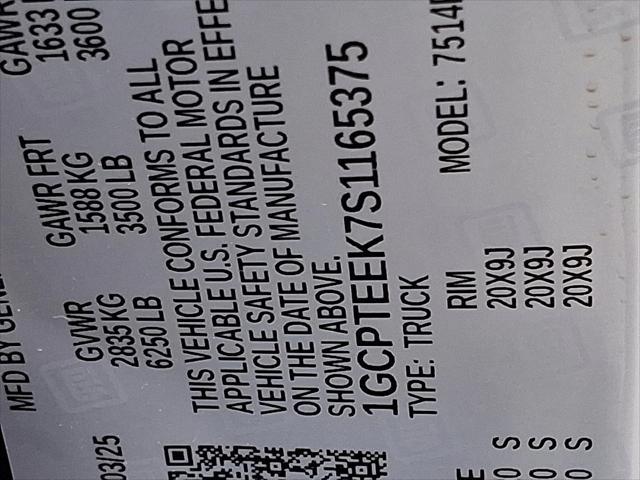 MFD BY GENE
03/25
GVWR GAWR FRT GAWR
2835 KG 1588 KG 1633
6250 LB 3500 LB 3600
THIS VEHICLE CONFORMS TO ALL
APPLICABLE U.S. FEDERAL MOTOR
VEHICLE SAFETY STANDARDS IN EFFE
ON THE DATE OF MANUFACTURE
SHOWN ABOVE.
1GCPTEEK7S1165375
TYPE: TRUCK MODEL: 7514
RIM
S 20X9J
S 20X9J
S 20X9J